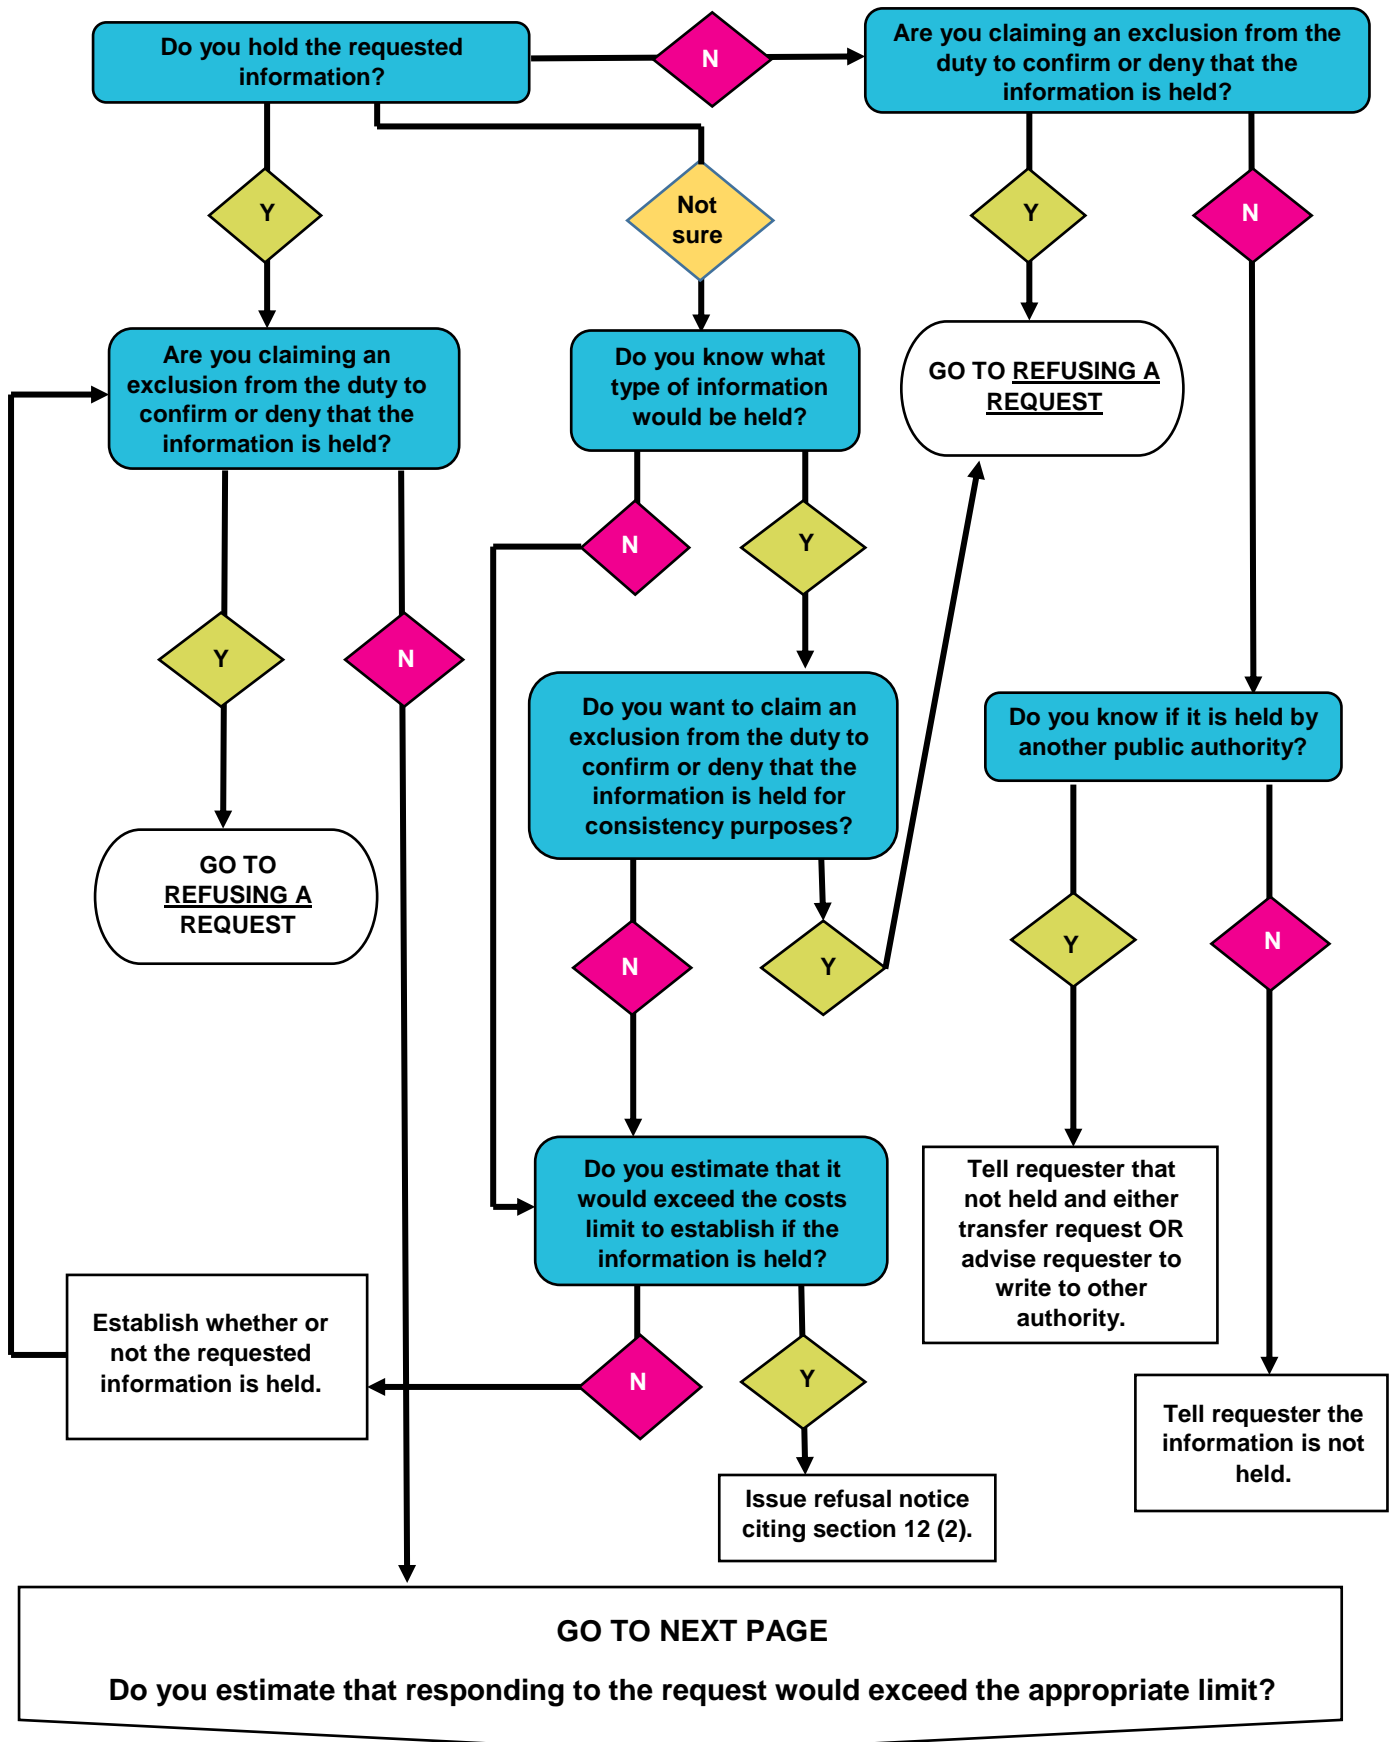 Do you hold the requested
information?
N
Are you claiming an exclusion from the
duty to confirm or deny that the
information is held?
Y
Not
sure
Y
N
Are you claiming an
exclusion from the duty to
confirm or deny that the
information is held?
Do you know what
type of information
would be held?
GO TO REFUSING A
REQUEST
N
Y
Y
N
Do you want to claim an
exclusion from the duty to
confirm or deny that the
information is held for
consistency purposes?
Do you know if it is held by
another public authority?
GO TO
REFUSING A
REQUEST
N
Y
Y
N
Do you estimate that it
would exceed the costs
limit to establish if the
information is held?
Tell requester that
not held and either
transfer request OR
advise requester to
write to other
authority.
Establish whether or
not the requested
information is held.
N
Y
Tell requester the
information is not
held.
Issue refusal notice
citing section 12 (2).
GO TO NEXT PAGE
Do you estimate that responding to the request would exceed the appropriate limit?